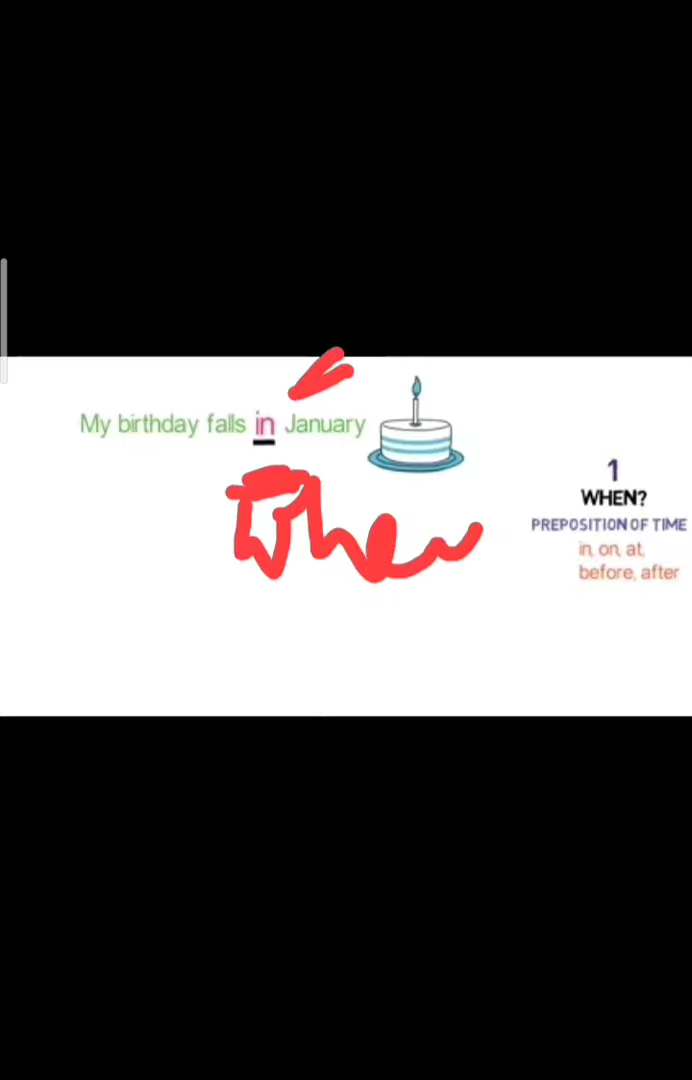 My birthday falls in January
When
1
WHEN?
PREPOSITION OF TIME
in, on, at,
before, after